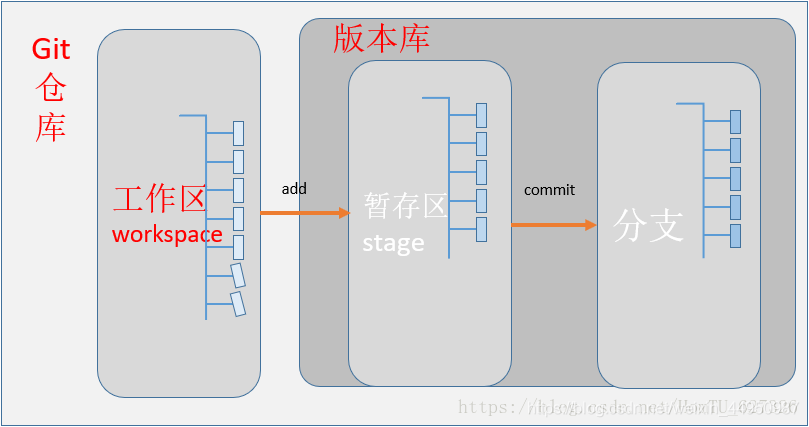 Git
仓
库
版本库
工作区
workspace
add
暂存区
stage
commit
分支